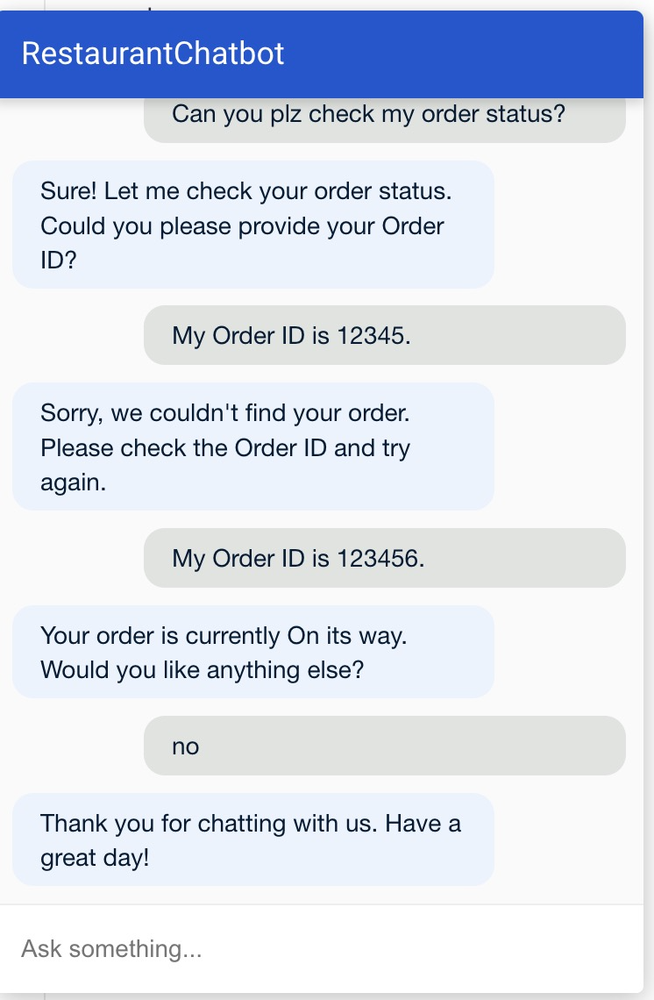 RestaurantChatbot
Can you plz check my order status?
Sure! Let me check your order status.
Could you please provide your Order
ID?
My Order ID is 12345.
Sorry, we couldn't find your order.
Please check the Order ID and try
again.
My Order ID is 123456.
Your order is currently On its way.
Would you like anything else?
no
Thank you for chatting with us. Have a
great day!
Ask something...